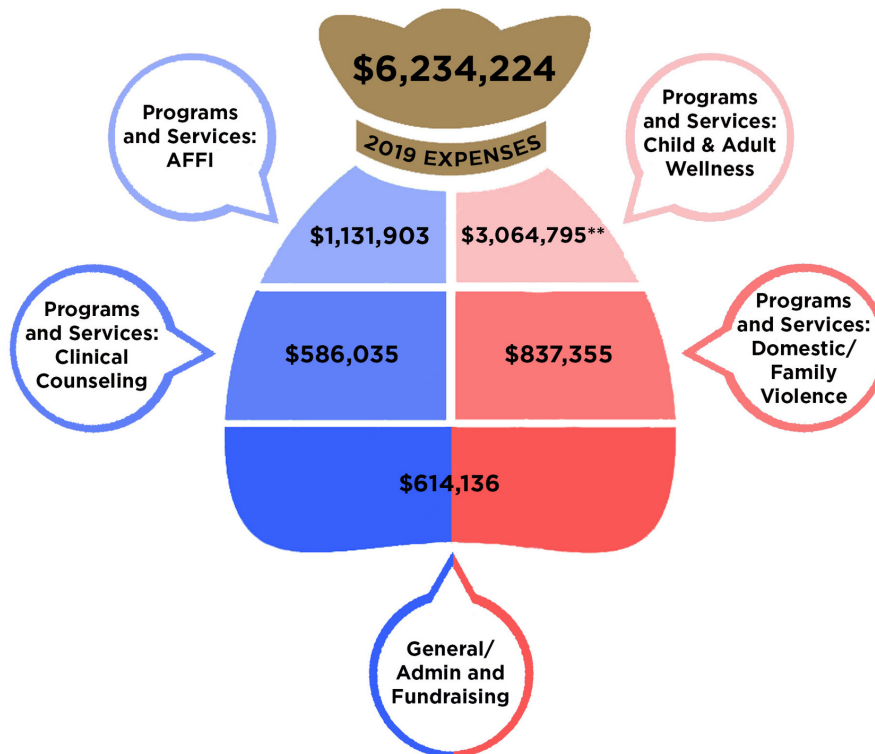 $6,234,224
2019 EXPENSES
Programs
and Services:
AFFI
Programs
and Services:
Child & Adult
Wellness
$1,131,903
$3,064,795**
Programs
and Services:
Clinical
Counseling
$586,035
$837,355
Programs
and Services:
Domestic/
Family
Violence
$614,136
General/
Admin and
Fundraising